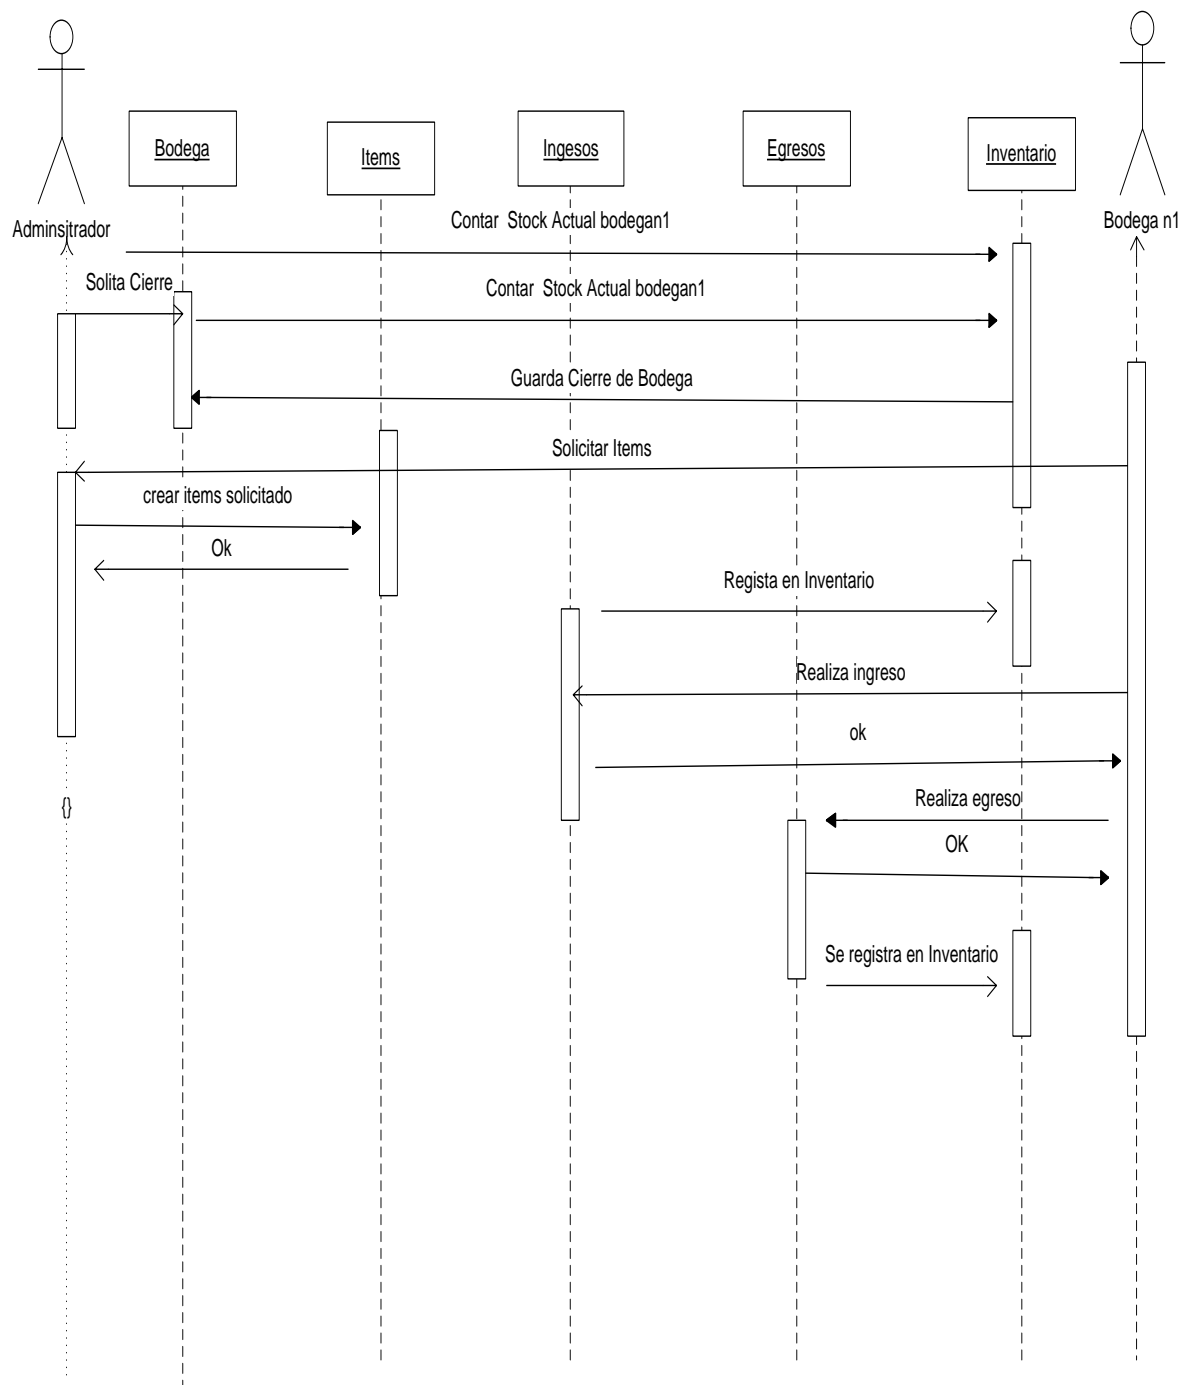 Bodega
Items
Ingesos
Egresos
Inventario
Adminsitrador
Bodega n1
Contar Stock Actual bodegan1
Solita Cierre
Contar Stock Actual bodegan1
Guarda Cierre de Bodega
Solicitar Items
crear items solicitado
Ok
Regista en Inventario
Realiza ingreso
ok
{}
Realiza egreso
OK
Se registra en Inventario